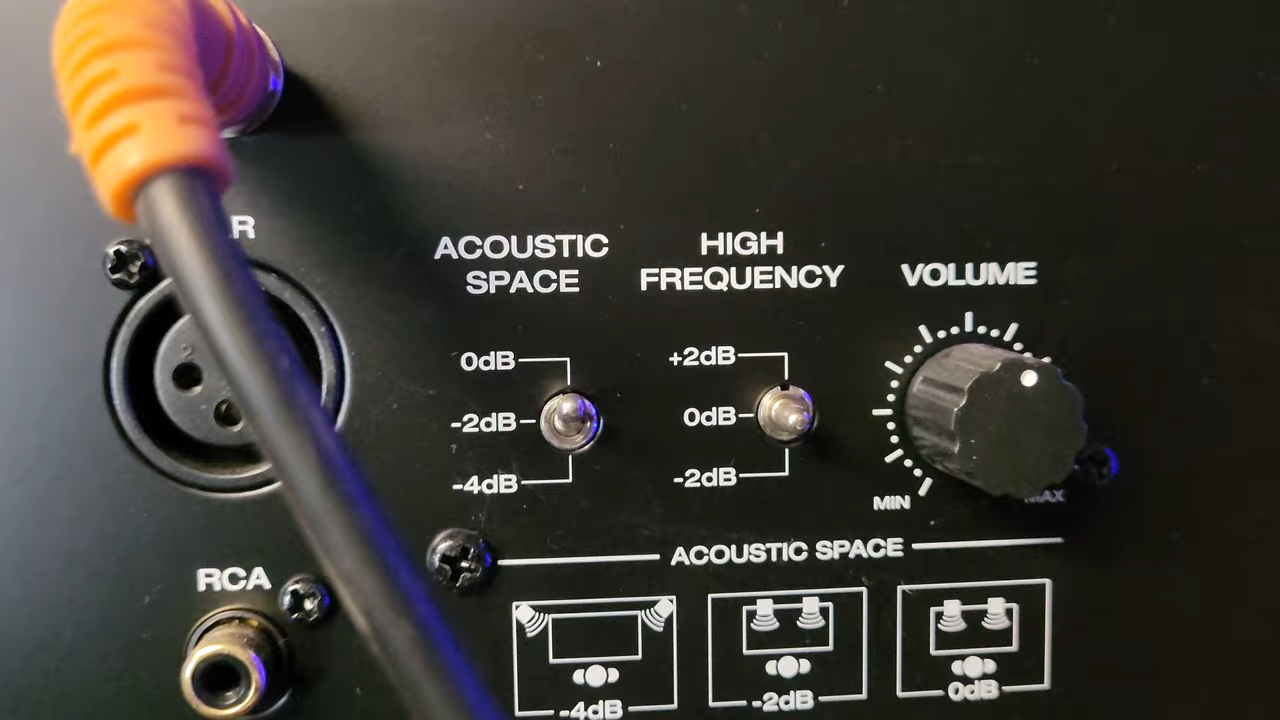 R
ACOUSTIC
SPACE
HIGH
FREQUENCY
VOLUME
0dB
-2dB
-4dB
+2dB
0dB
-2dB
MIN
MAX
ACOUSTIC SPACE
RCA
-4dB
-2dB
0dB